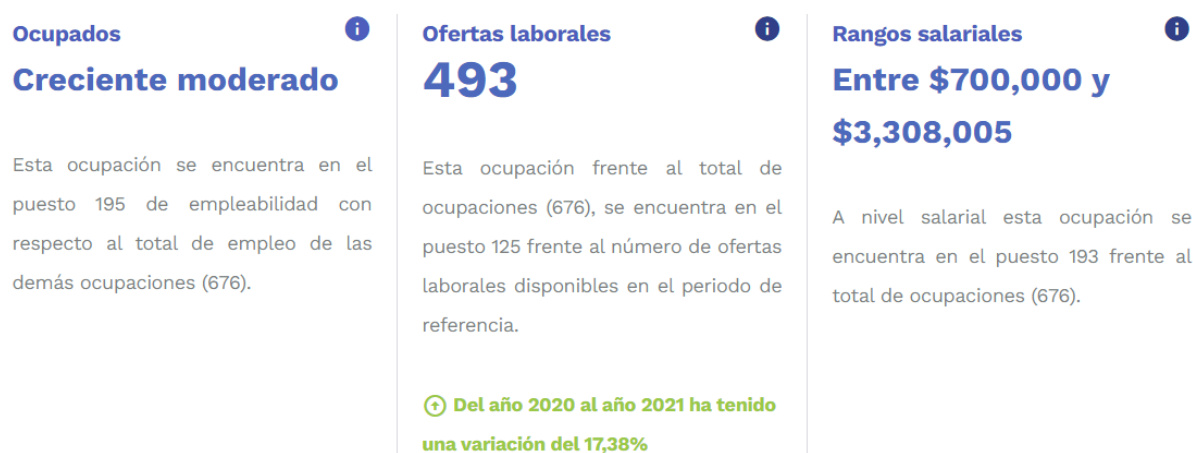 Ocupados
Creciente moderado
Esta ocupación se encuentra en el
puesto 195 de empleabilidad con
respecto al total de empleo de las
demás ocupaciones (676).
Ofertas laborales
493
Esta ocupación frente al total de
ocupaciones (676), se encuentra en el
puesto 125 frente al número de ofertas
laborales disponibles en el periodo de
referencia.
Del año 2020 al año 2021 ha tenido
una variación del 17,38%
Rangos salariales
Entre $700,000 y
$3,308,005
A nivel salarial esta ocupación se
encuentra en el puesto 193 frente al
total de ocupaciones (676).